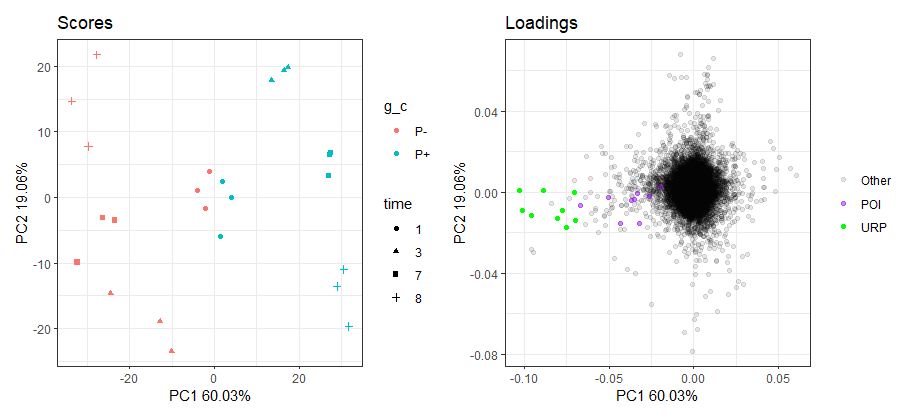 Scores
20
10
0
-10
-20
PC2 19.06%
-20
0
20
PC1 60.03%
g_c
P-
P+
time
1
3
7
8
Loadings
0.04
0.00
-0.04
-0.08
PC2 19.06%
-0.10
-0.05
0.00
0.05
PC1 60.03%
Other
POI
URP